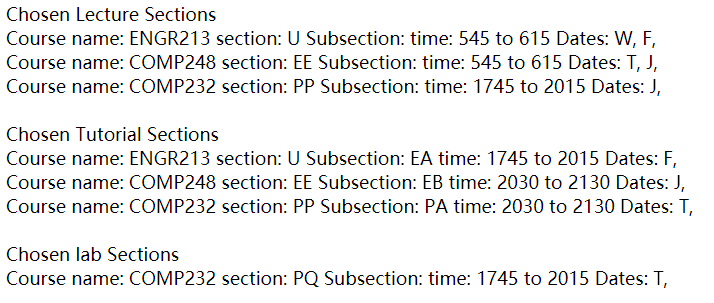 Chosen Lecture Sections
Course name: ENGR213 section: U Subsection: time: 545 to 615 Dates: W, F,
Course name: COMP248 section: EE Subsection: time: 545 to 615 Dates: T, J,
Course name: COMP232 section: PP Subsection: time: 1745 to 2015 Dates: J,
Chosen Tutorial Sections
Course name: ENGR213 section: U Subsection: EA time: 1745 to 2015 Dates: F,
Course name: COMP248 section: EE Subsection: EB time: 2030 to 2130 Dates: J,
Course name: COMP232 section: PP Subsection: PA time: 2030 to 2130 Dates: T,
Chosen lab Sections
Course name: COMP232 section: PQ Subsection: time: 1745 to 2015 Dates: T,